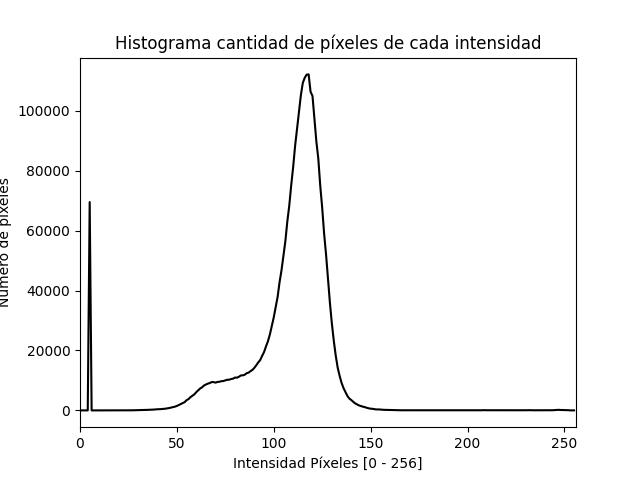 Histograma cantidad de píxeles de cada intensidad
Número de píxeles
100000
80000
60000
40000
20000
0
0 50 100 150 200 250
Intensidad Píxeles [0 - 256]